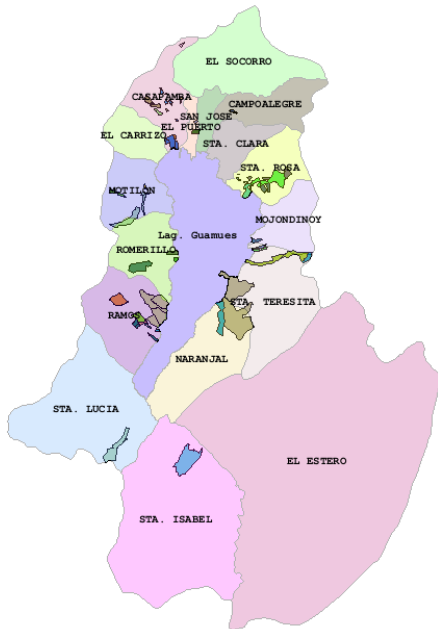 EL SOCORRO
CASAPAMBA
CAMPOALEGRE
SAN JOSE
EL PUERTO
EL CARRIZO
STA. CLARA
STA. ROSA
MOTILON
MOJONDINOY
Lag. Guamues
ROMERILLO
STA. TERESITA
RAMOS
NARANJAL
STA. LUCIA
EL ESTERO
STA. ISABEL